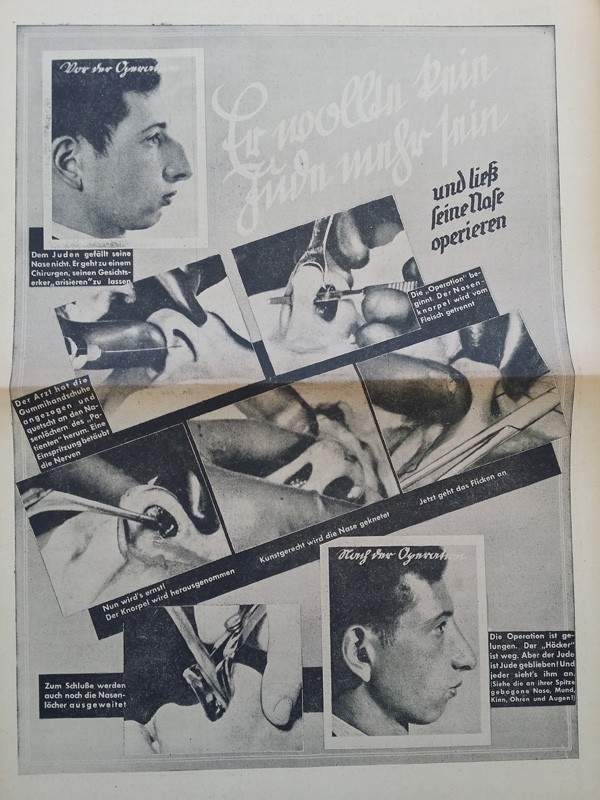 Vor der Operation
Er wollte kein
Jude mehr sein
und ließ
seine Nase
operieren
Dem Juden gefällt seine
Nase nicht. Er geht zu einem
Chirurgen, seinen Gesichts-
erker „arisieren" zu lassen
Die „Operation" be-
ginnt. Der Nasen-
knorpel wird vom
Fleisch getrennt
Der Arzt hat die
Gummihandschuhe
angezogen und
quetscht an den Na-
senlöchern des „Pa-
tienten" herum. Eine
Einspritzung betäubt
die Nerven
Nun wird's ernst!
Der Knorpel wird herausgenommen
Kunstgerecht wird die Nase geknetet
Jetzt geht das Flicken an
Nach der Operation
Zum Schluße werden
auch noch die Nasen-
löcher ausgeweitet
Die Operation ist ge-
lungen. Der „Höcker"
ist weg. Aber der Jude
ist Jude geblieben! Und
jeder sieht's ihm an.
(Siehe die an ihrer Spitze
gebogene Nase, Mund,
Kinn, Ohren und Augen!)